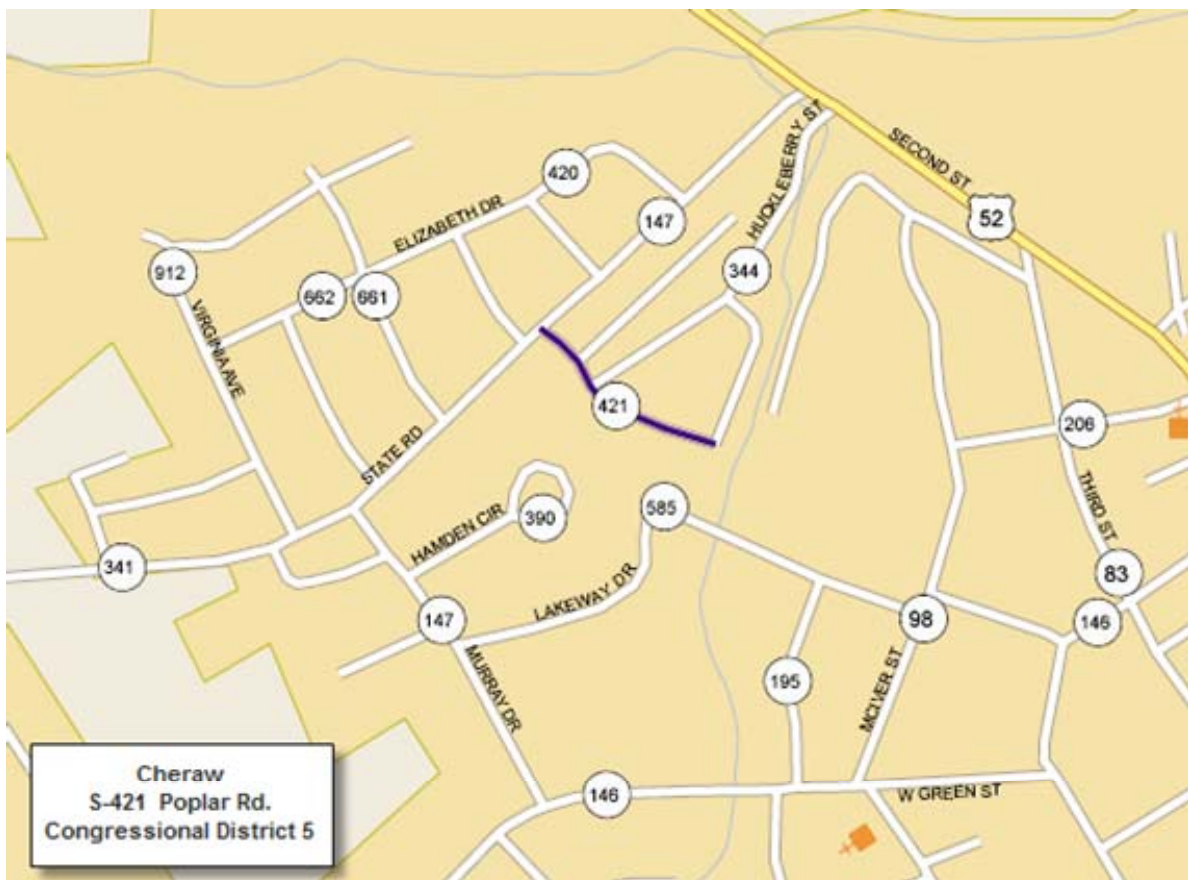 SECOND ST
52
HUCKLEBERRY ST
420
147
ELIZABETH DR
344
912
662
661
VIRGINIA AVE
421
206
STATE RD
THIRD ST
HAMDEN CIR
390
585
341
LAKEWAY DR
83
147
98
146
MURRAY DR
195
MCIVER ST
146
W GREEN ST
Cheraw
S-421 Poplar Rd.
Congressional District 5